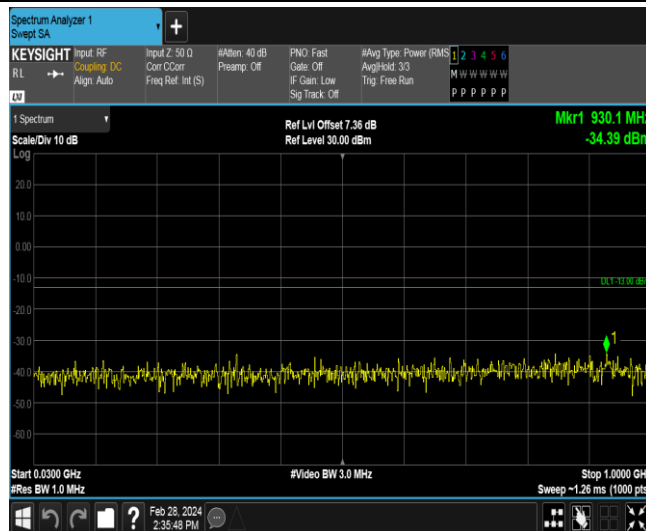 Spectrum Analyzer 1
Swept SA
+
KEYSIGHT
RL
Input: RF
Coupling: DC
Align: Auto
Input Z: 50 Ω
Corr CCorr
Freq Ref: Int (S)
#Atten: 40 dB
Preamp: Off
PNO: Fast
Gate: Off
IF Gain: Low
Sig Track: Off
#Avg Type: Power (RMS
Avg|Hold: 3/3
Trig: Free Run
1 2 3 4 5 6
M W W W W W
P P P P P P
1 Spectrum
Scale/Div 10 dB
Log
Ref Lvl Offset 7.36 dB
Ref Level 30.00 dBm
Mkr1 930.1 MHz
-34.39 dBm
20.0
10.0
0.00
-10.0
DL1 -13.00 dBm
-20.0
-30.0
1
-40.0
-50.0
-60.0
Start 0.0300 GHz
#Res BW 1.0 MHz
#Video BW 3.0 MHz
Stop 1.0000 GHz
Sweep ~1.26 ms (1000 pts
?
Feb 28, 2024
2:35:48 PM